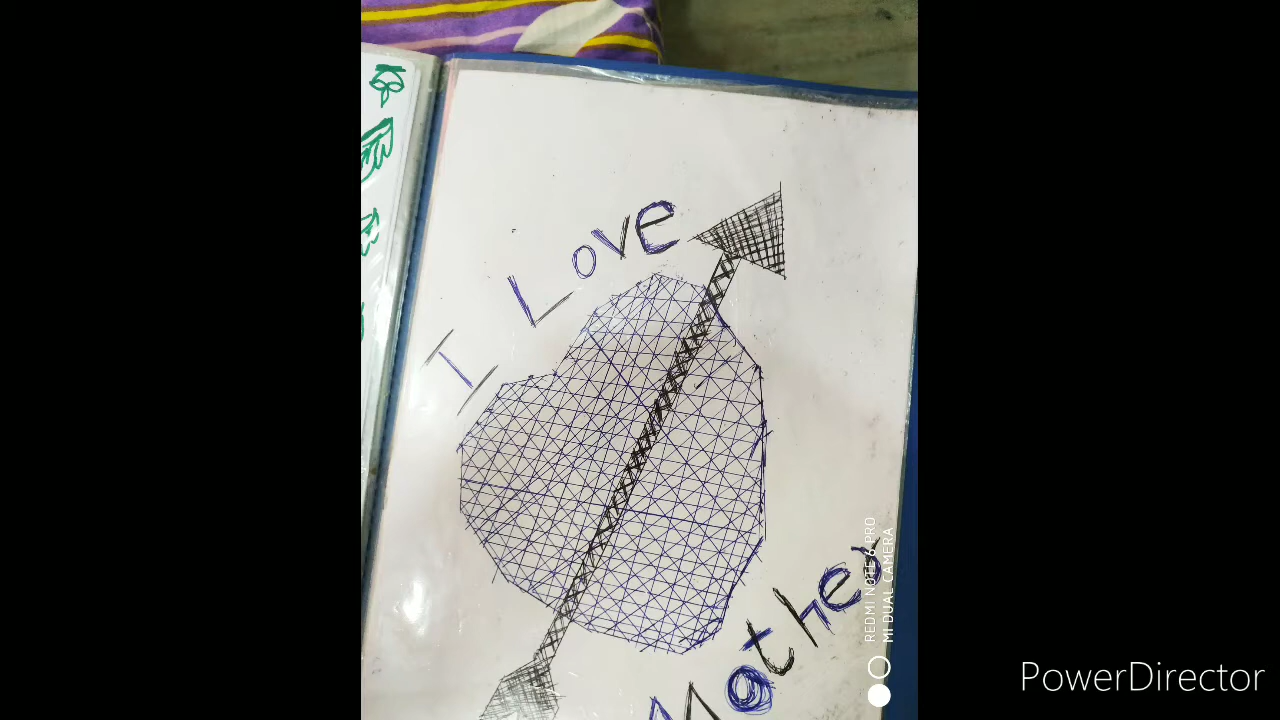 I Love
Mother
REDMI NOTE 6 PRO
MI DUAL CAMERA
PowerDirector